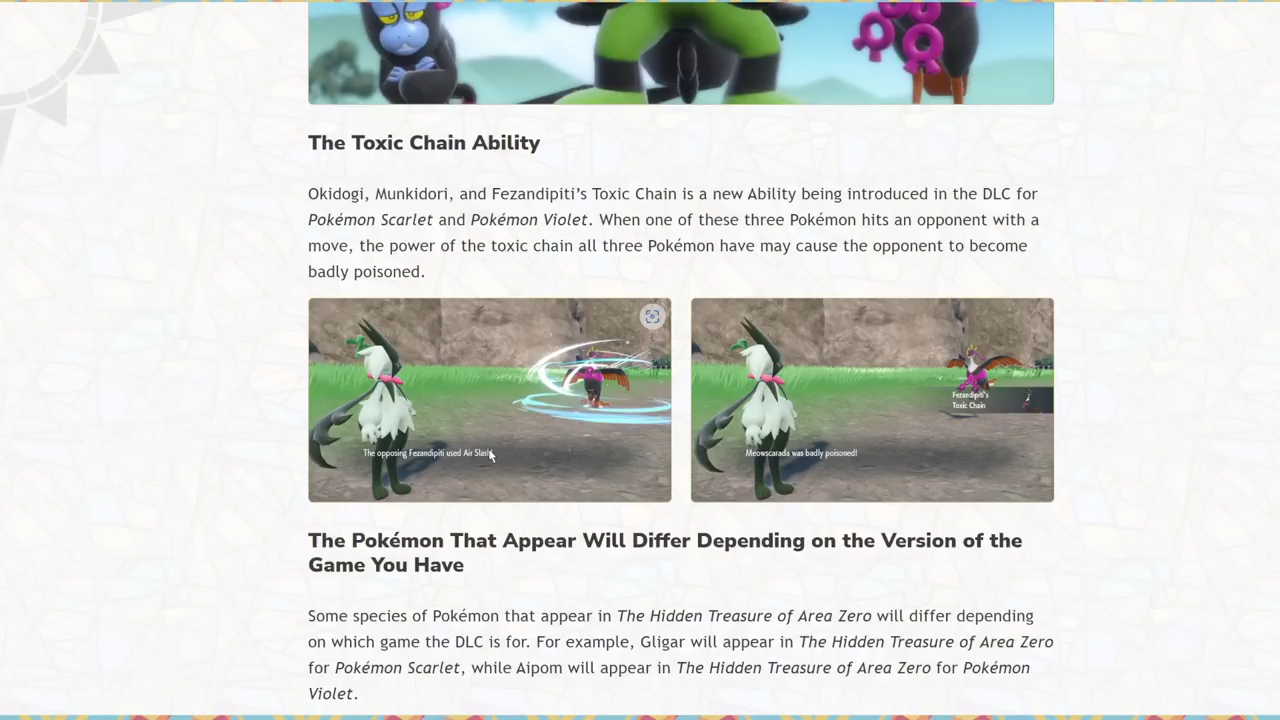 The Toxic Chain Ability
Okidogi, Munkidori, and Fezandipiti’s Toxic Chain is a new Ability being introduced in the DLC for
Pokémon Scarlet and Pokémon Violet. When one of these three Pokémon hits an opponent with a
move, the power of the toxic chain all three Pokémon have may cause the opponent to become
badly poisoned.
The opposing Fezandipiti used Air Slash!
Fezandipiti's
Toxic Chain
Meowscarada was badly poisoned!
The Pokémon That Appear Will Differ Depending on the Version of the
Game You Have
Some species of Pokémon that appear in The Hidden Treasure of Area Zero will differ depending
on which game the DLC is for. For example, Gligar will appear in The Hidden Treasure of Area Zero
for Pokémon Scarlet, while Aipom will appear in The Hidden Treasure of Area Zero for Pokémon
Violet.